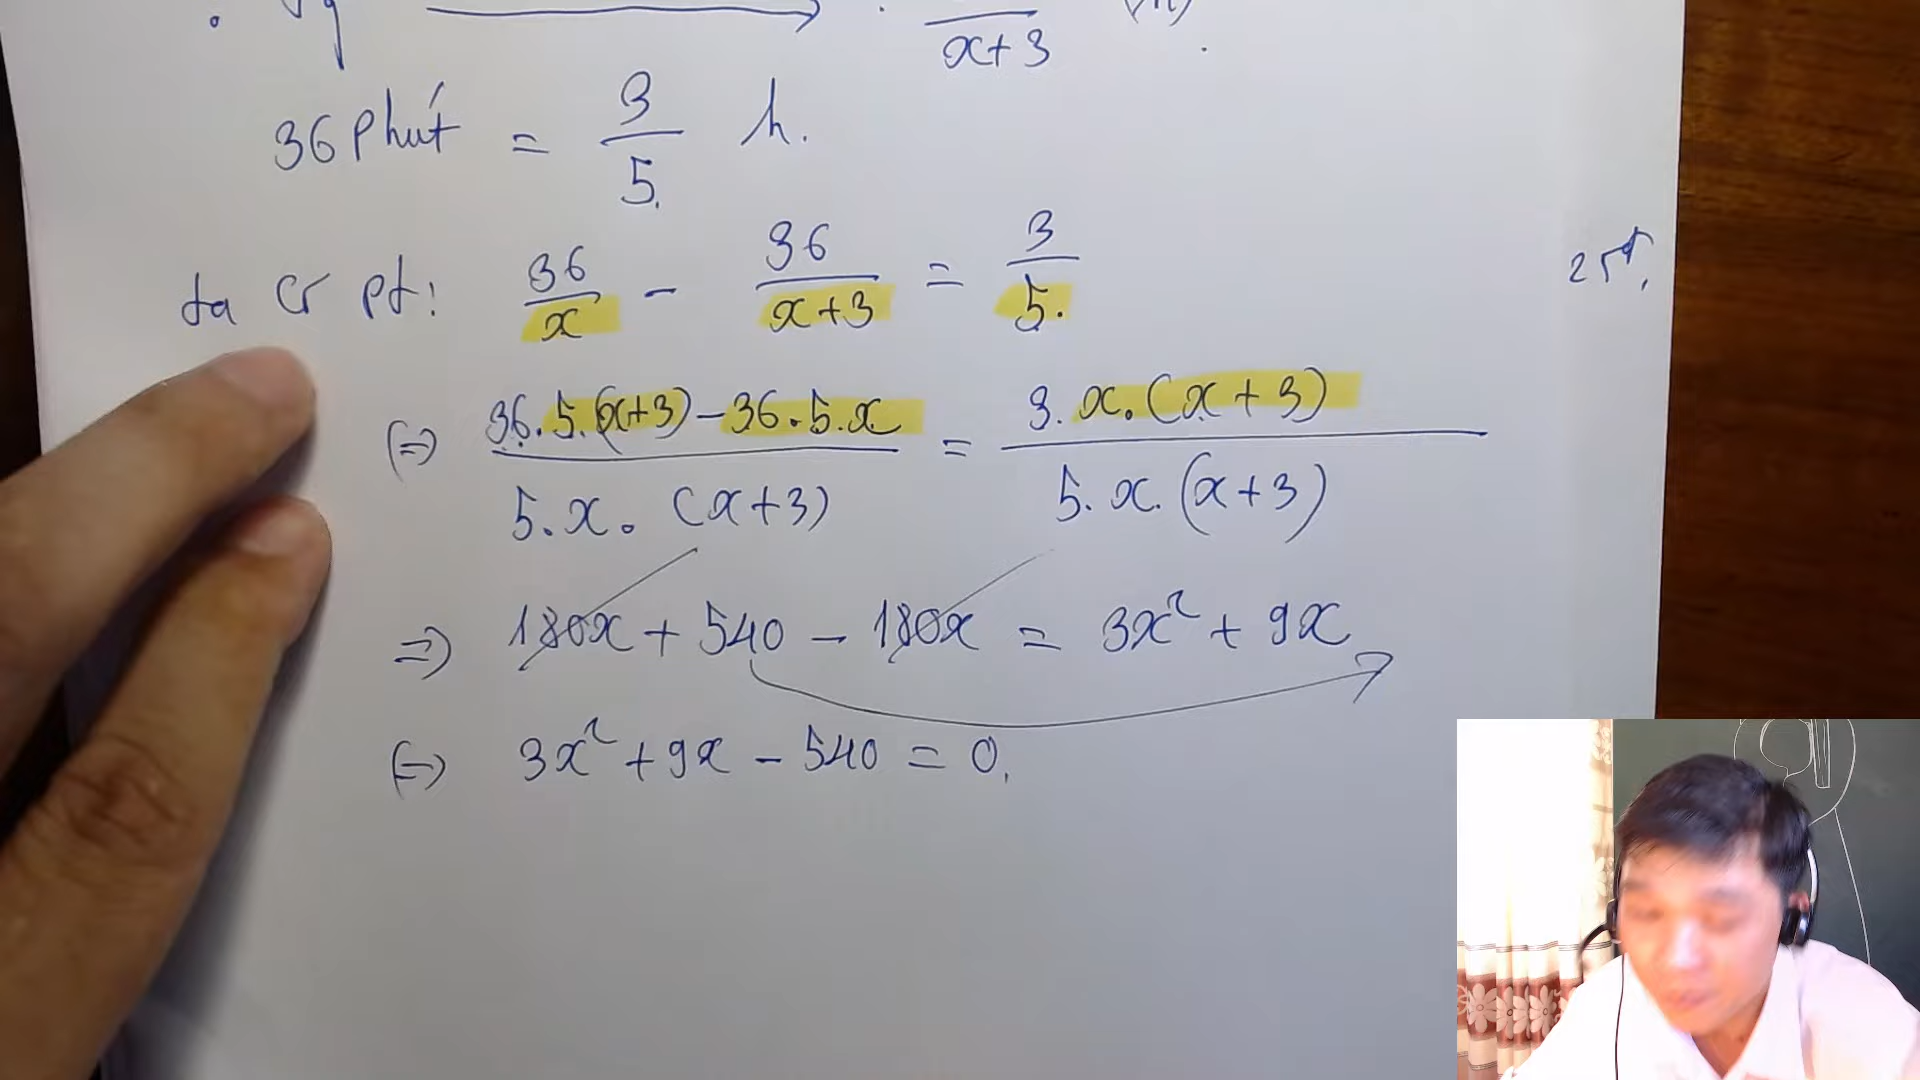 x+3
36 phút = 3/5 h.
ta có pt: 36/x - 36/(x+3) = 3/5.
(=) (36.5.(x+3) - 36.5.x)/(5.x.(x+3)) = (3.x.(x+3))/(5.x.(x+3))
=> 180x + 540 - 180x = 3x² + 9x
(=) 3x² + 9x - 540 = 0.